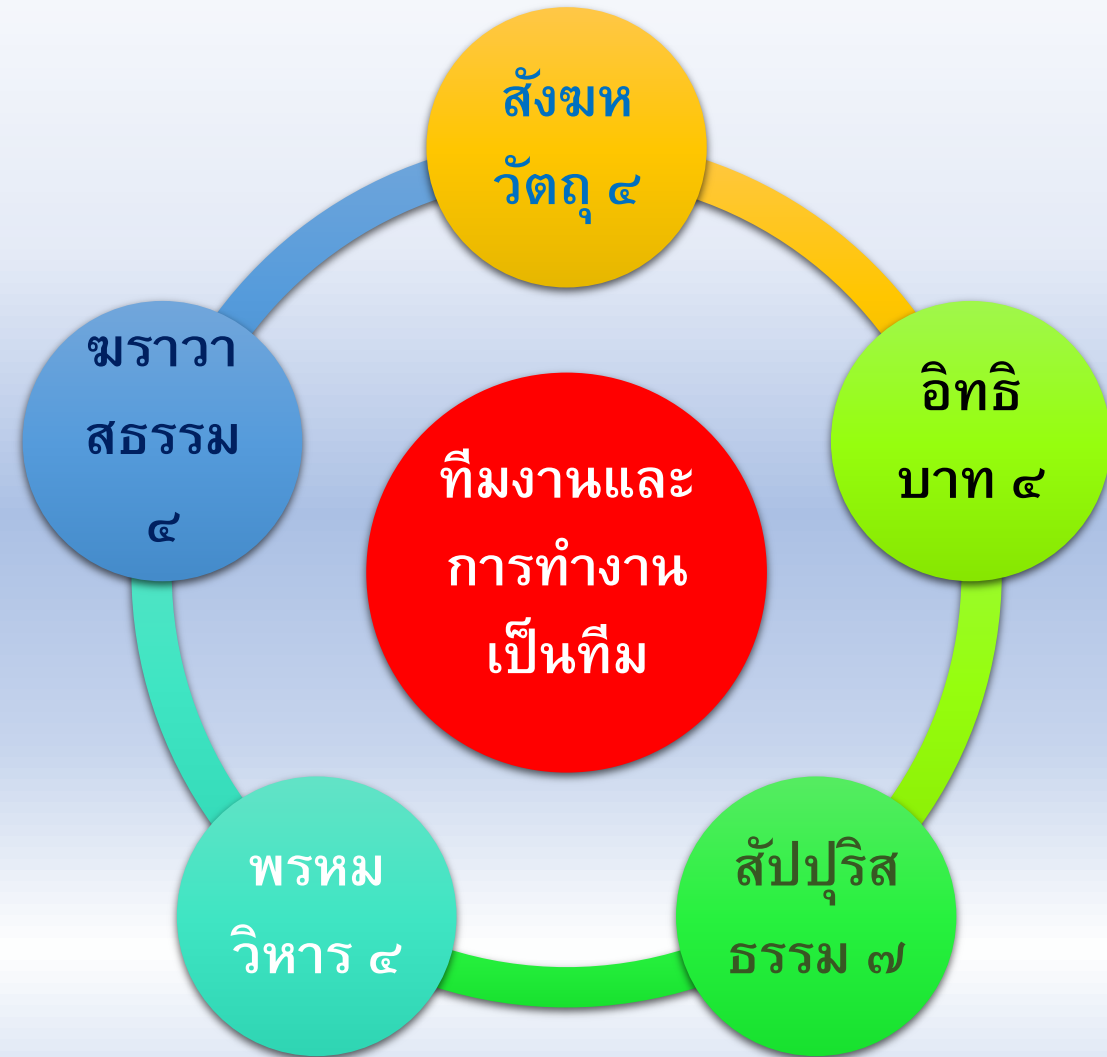 สังฆห
วัตถุ ๔
อิทธิ
บาท ๔
สัปปุริส
ธรรม ๗
พรหม
วิหาร ๔
ฆราวา
สธรรม
๔
ทีมงานและ
การทำงาน
เป็นทีม